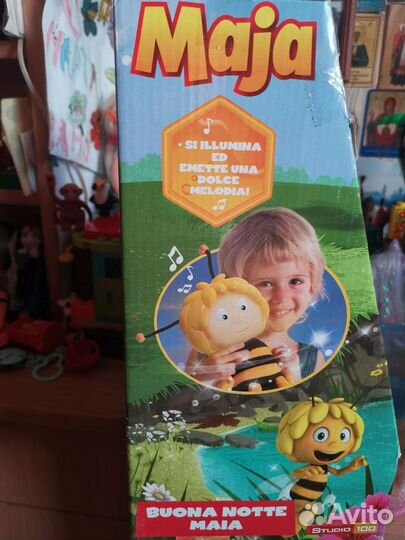 Maja
• SI ILLUMINA
ED
EMETTE UNA
DOLCE
MELODIA!
BUONA NOTTE
MAIA
STUDIO 100
Avito